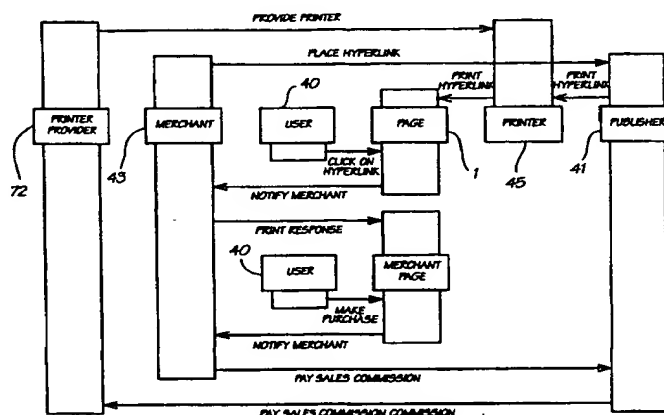 PROVIDE PRINTER
PLACE HYPERLINK
PRINT
HYPERLINK
PRINT
HYPERLINK
40
PRINTER
PROVIDER
MERCHANT
USER
PAGE
PRINTER
PUBLISHER
72
43
CLICK ON
HYPERLINK
1
45
41
NOTIFY MERCHANT
PRINT RESPONSE
40
USER
MERCHANT
PAGE
MAKE
PURCHASE
NOTIFY MERCHANT
PAY SALES COMMISSION
PAY SALES COMMISSION COMMISSION